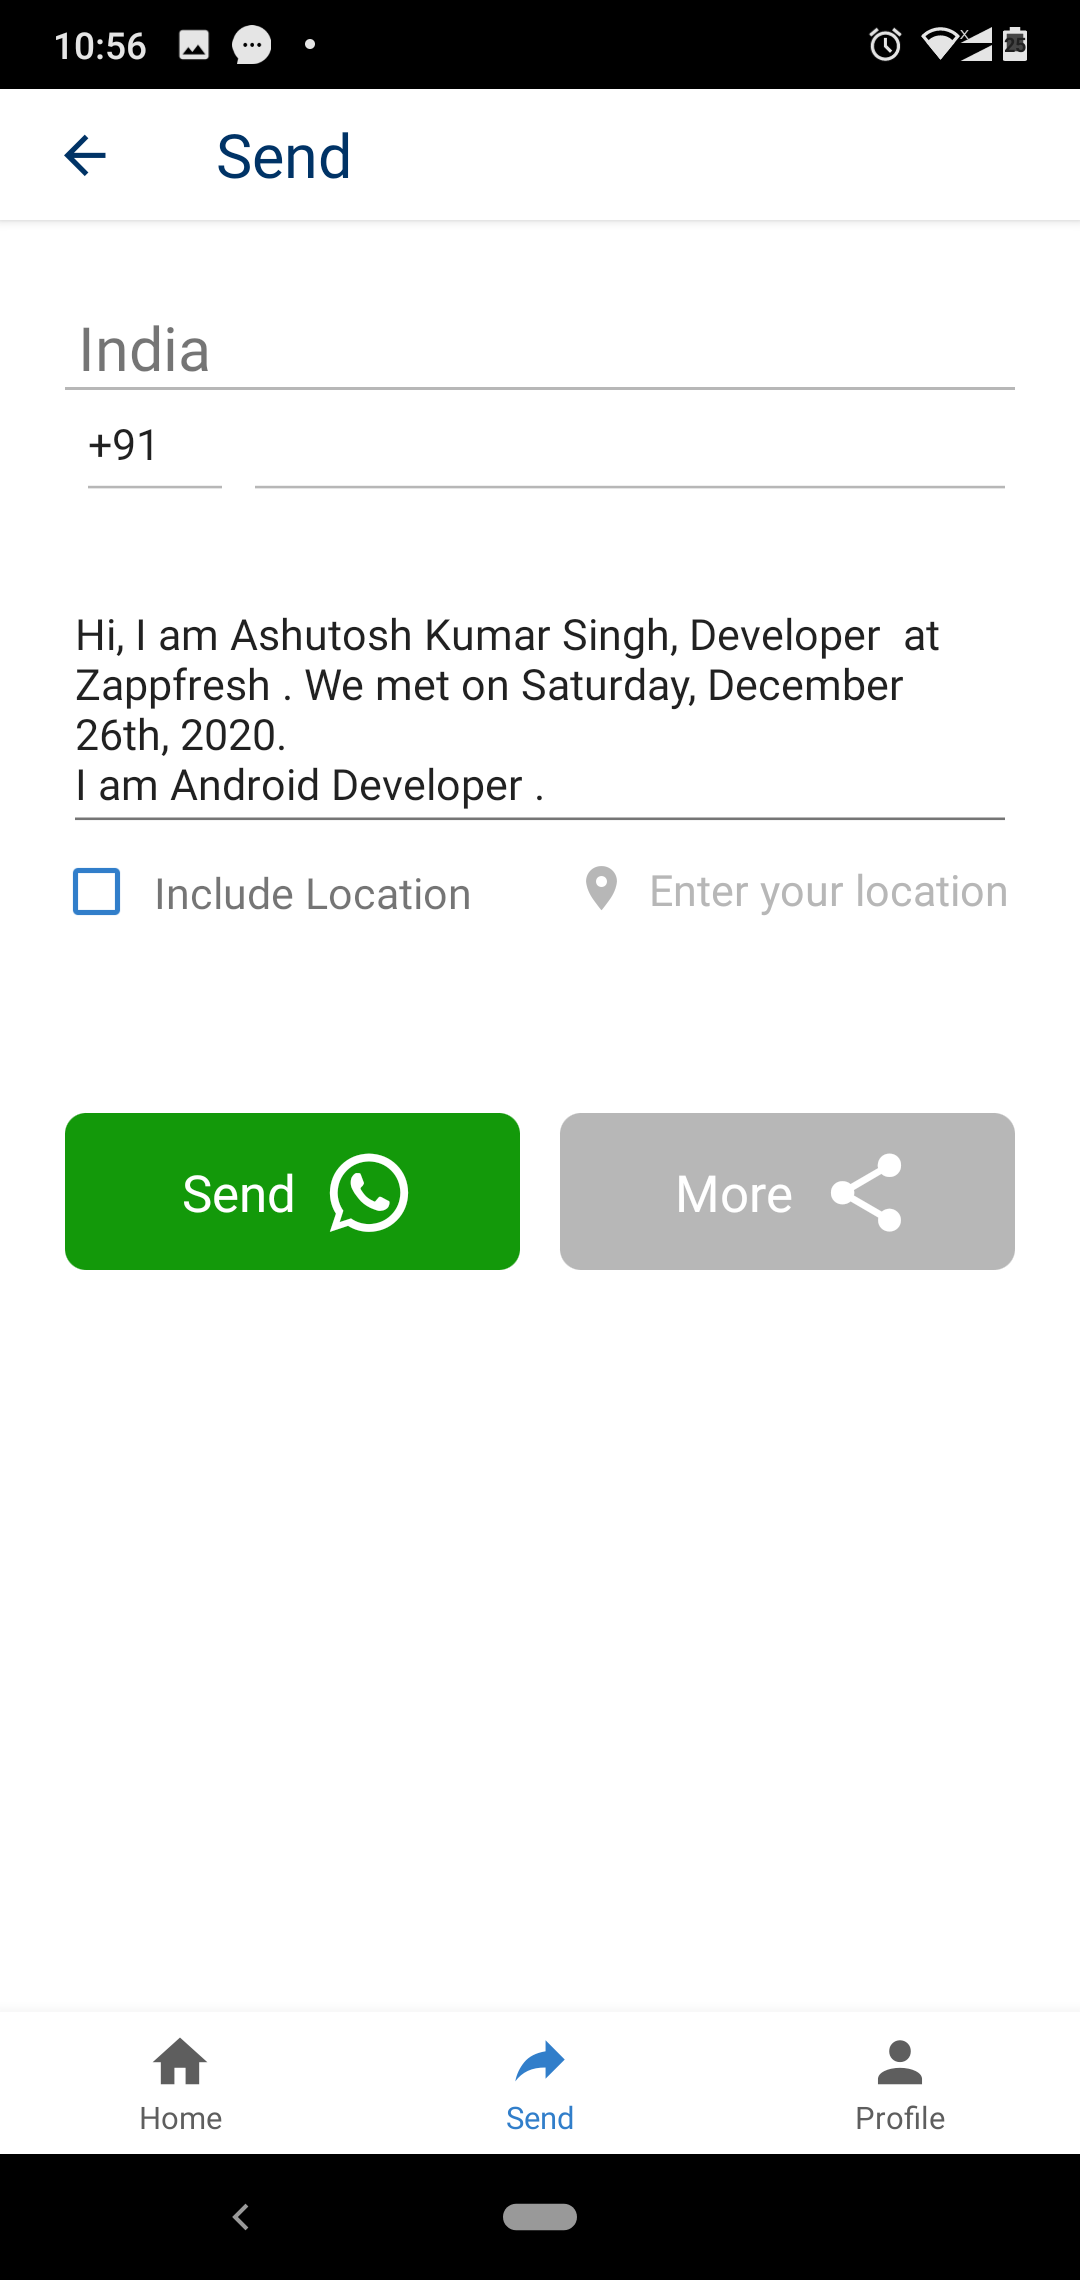 10:56
25
Send
India
+91
Hi, I am Ashutosh Kumar Singh, Developer  at
Zappfresh . We met on Saturday, December
26th, 2020.
I am Android Developer .
Include Location
Enter your location
Send
More
Home
Send
Profile